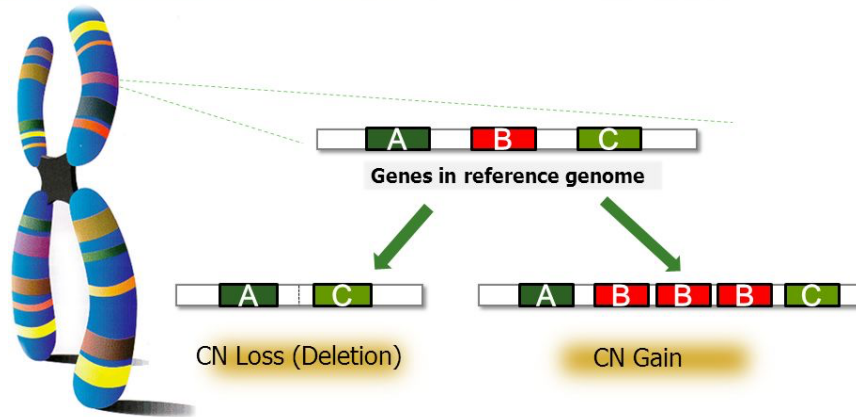 A B C
Genes in reference genome
A C
A B B B C
CN Loss (Deletion)
CN Gain